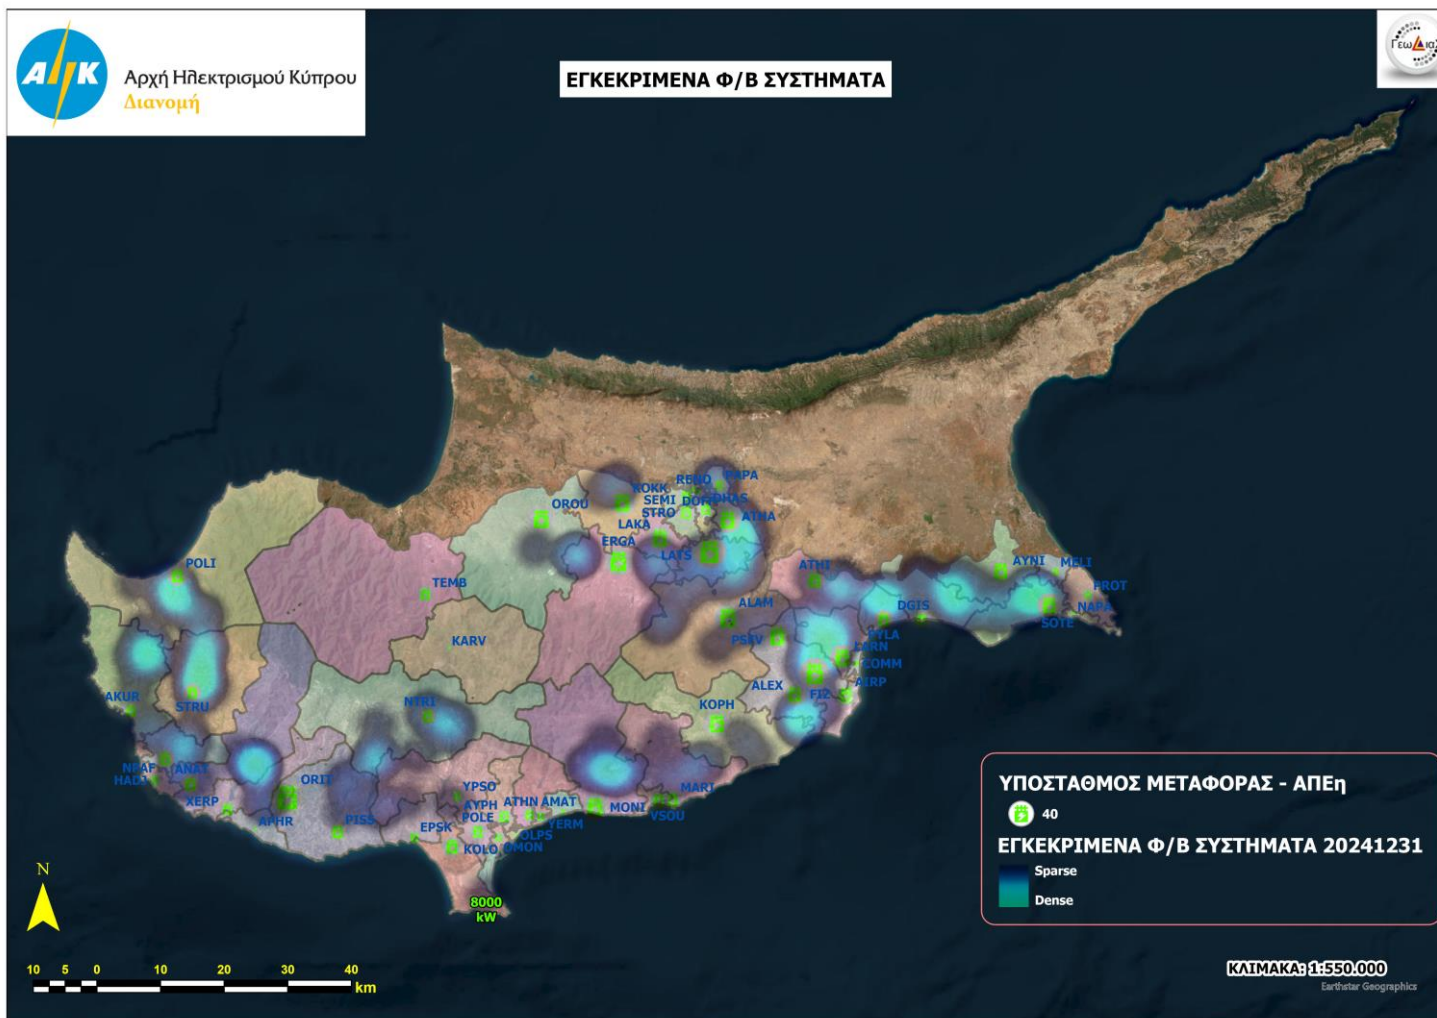 ΑΗΚ
Αρχή Ηλεκτρισμού Κύπρου
Διανομή
ΕΓΚΕΚΡΙΜΕΝΑ Φ/Β ΣΥΣΤΗΜΑΤΑ
PAPA
KOKK
SEMI
OROU
STRO
LAKA
ATHA
ERGA
LATS
ATHI
AYNI
MELI
POLI
TEMB
PROT
ALAM
DGIS
NAPA
SOTE
PSEV
PYLA
KARV
LARN
COMM
ALEX
FIZ
AIRP
AKUR
STRU
NTRI
KOPH
NPAF
ANAT
HADJ
ORIT
YPSO
MARI
XERP
AYPH
ATHN
AMAT
MONI
VSOU
APHR
PISS
POLE
YERM
EPSK
OLPS
KOLO
OMON
8000
kW
ΥΠΟΣΤΑΘΜΟΣ ΜΕΤΑΦΟΡΑΣ - ΑΠΕη
40
ΕΓΚΕΚΡΙΜΕΝΑ Φ/Β ΣΥΣΤΗΜΑΤΑ 20241231
Sparse
Dense
N
10 5 0 10 20 30 40
km
ΚΛΙΜΑΚΑ: 1:550.000
Earthstar Geographics